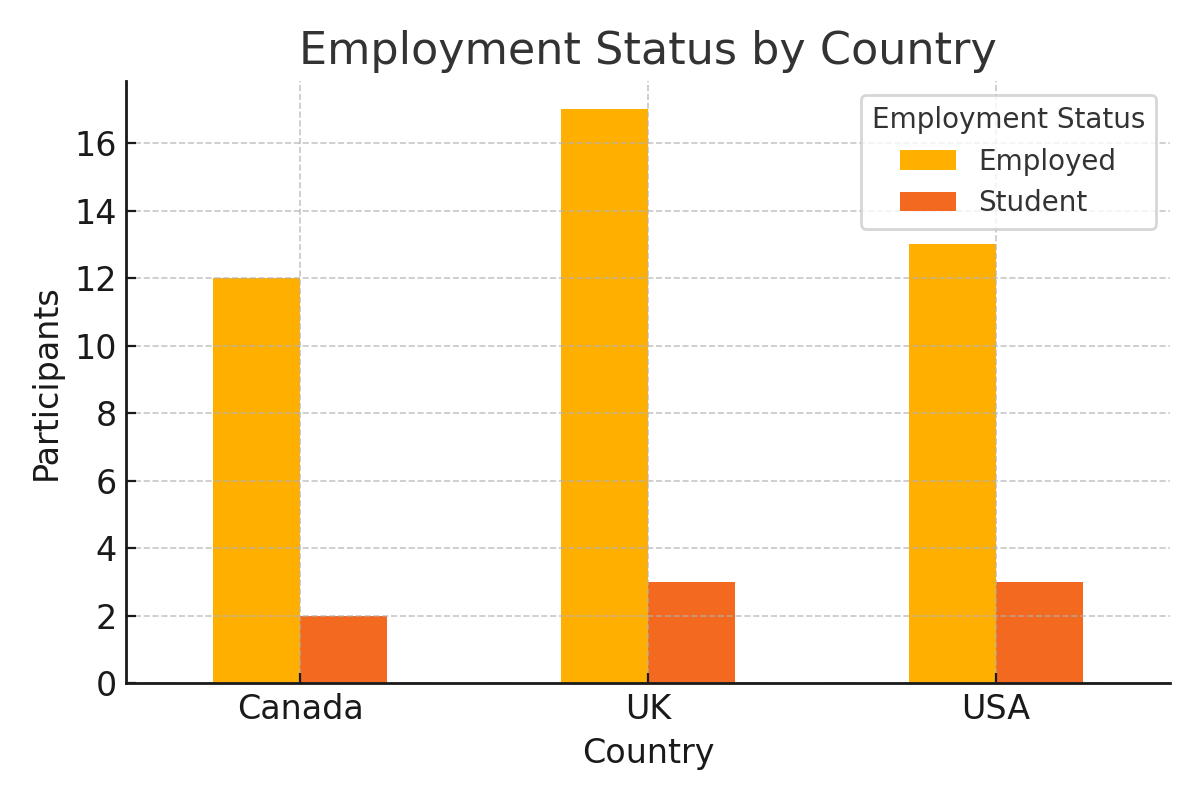 Employment Status by Country
Employment Status
Employed
Student
Participants
16
14
12
10
8
6
4
2
0
Canada
UK
USA
Country